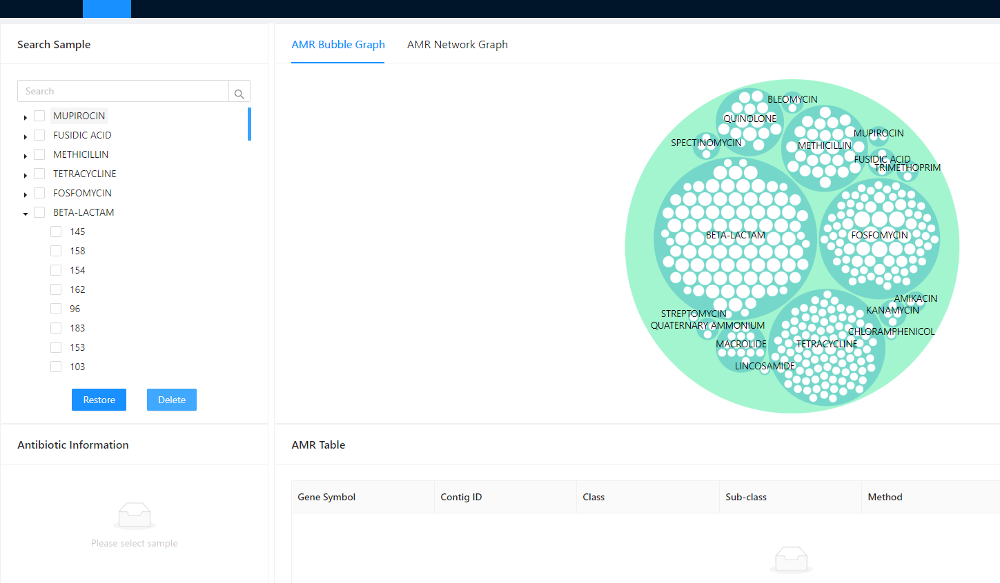 Search Sample
Search
MUPIROCIN
FUSIDIC ACID
METHICILLIN
TETRACYCLINE
FOSFOMYCIN
BETA-LACTAM
145
158
154
162
96
183
153
103
Restore
Delete
AMR Bubble Graph
AMR Network Graph
BLEOMYCIN
QUINOLONE
MUPIROCIN
SPECTINOMYCIN
METHICILLIN
FUSIDIC ACID
TRIMETHOPRIM
BETA-LACTAM
FOSFOMYCIN
AMIKACIN
KANAMYCIN
STREPTOMYCIN
QUATERNARY AMMONIUM
CHLORAMPHENICOL
MACROLIDE
TETRACYCLINE
LINCOSAMIDE
Antibiotic Information
Please select sample
AMR Table
Gene Symbol
Contig ID
Class
Sub-class
Method